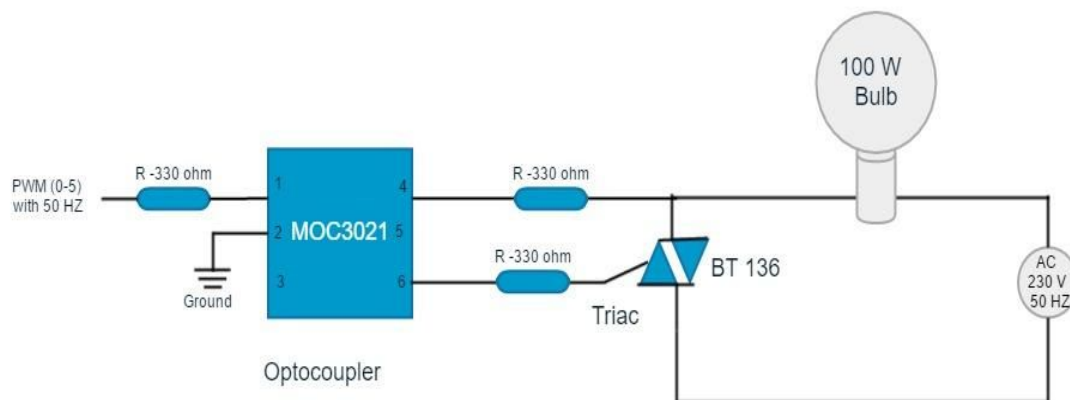 100 W
Bulb
R -330 ohm
R -330 ohm
PWM (0-5)
with 50 HZ
1
4
MOC3021
2
5
R -330 ohm
BT 136
AC
230 V
50 HZ
3
6
Ground
Triac
Optocoupler